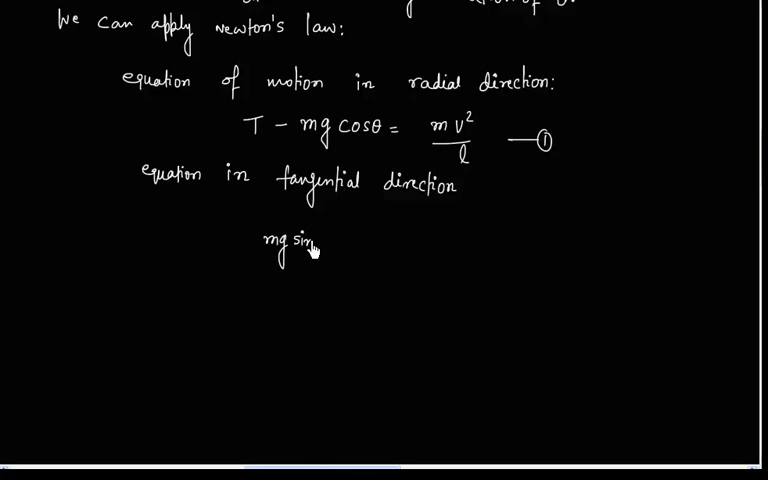 We can apply newton's law:
equation of motion in radial direction:
T - mg cosθ = m v² / l —①
equation in tangential direction
mg sin